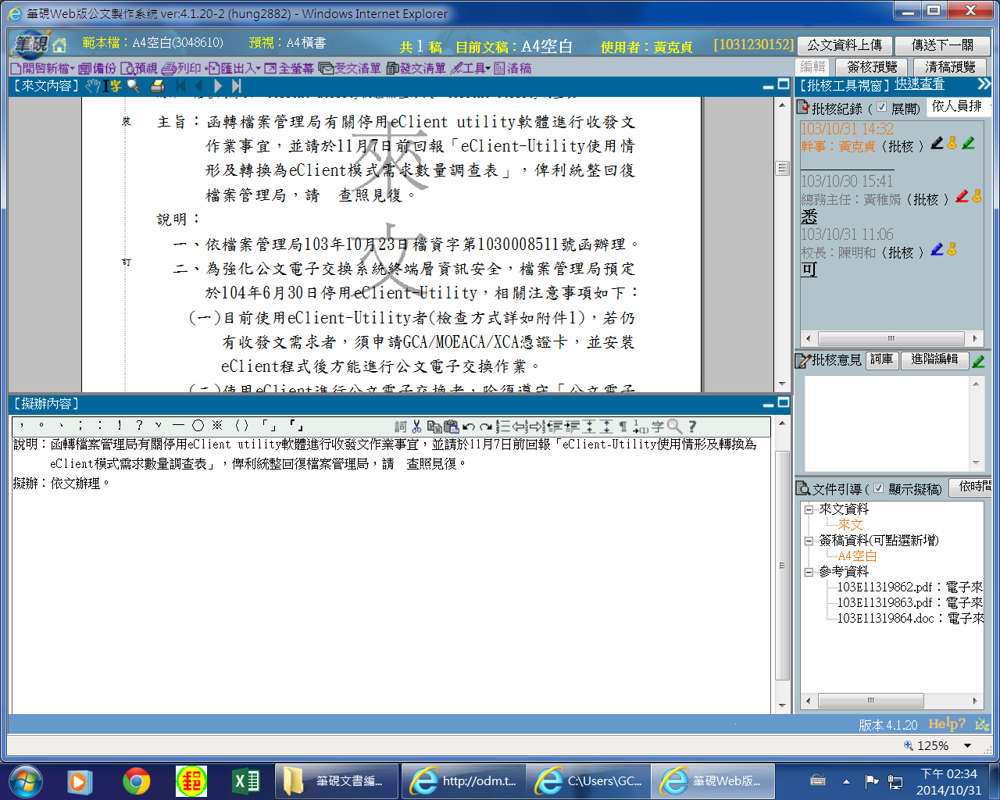 筆硯Web版公文製作系統 ver:4.1.20-2 (hung2882) - Windows Internet Explorer
筆硯 範本檔：A4空白(3048610) 預視：A4橫書 共 1 稿 目前文稿：A4空白 使用者：黃克貞 [1031230152] 公文資料上傳 傳送下一關
開啓新檔 備份 預視 列印 匯出入 全螢幕 受文清單 發文清單 工具 清稿 編輯 簽核預覽 清稿預覽
【來文內容】
裝
訂
來
文
主旨：函轉檔案管理局有關停用eClient utility軟體進行收發文
作業事宜，並請於11月7日前回報「eClient-Utility使用情
形及轉換為eClient模式需求數量調查表」，俾利統整回復
檔案管理局，請　查照見復。
說明：
一、依檔案管理局103年10月23日檔資字第1030008511號函辦理。
二、為強化公文電子交換系統終端層資訊安全，檔案管理局預定
於104年6月30日停用eClient-Utility，相關注意事項如下：
(一)目前使用eClient-Utility者(檢查方式詳如附件1)，若仍
有收發文需求者，須申請GCA/MOEACA/XCA憑證卡，並安裝
eClient程式後方能進行公文電子交換作業。
(二)使用eClient進行公文電子交換者，除須遵守「公文電子
【擬辦內容】
， 。 、 ； ： ！ ？ ˅ — ○ ※ （） 「」 『』 詞 字 ?
說明：函轉檔案管理局有關停用eClient utility軟體進行收發文作業事宜，並請於11月7日前回報「eClient-Utility使用情形及轉換為
eClient模式需求數量調查表」，俾利統整回復檔案管理局，請　查照見復。
擬辦：依文辦理。
【批核工具視窗】快速查看
批核紀錄 ( 展開) 依人員排
103/10/31 14:32
幹事：黃克貞（批核 ）
103/10/30 15:41
總務主任：黃稚娟（批核 ）
悉
103/10/31 11:06
校長：陳明和（批核 ）
可
批核意見 詞庫 進階編輯
文件引導 ( 顯示擬稿) 依時間
來文資料
來文
簽稿資料(可點選新增)
A4空白
參考資料
103E11319862.pdf：電子來
103E11319863.pdf：電子來
103E11319864.doc：電子來
版本 4.1.20 Help? Log
125%
筆硯文書編... http://odm.t... C:\Users\GC... 筆硯Web版...
下午 02:34
2014/10/31